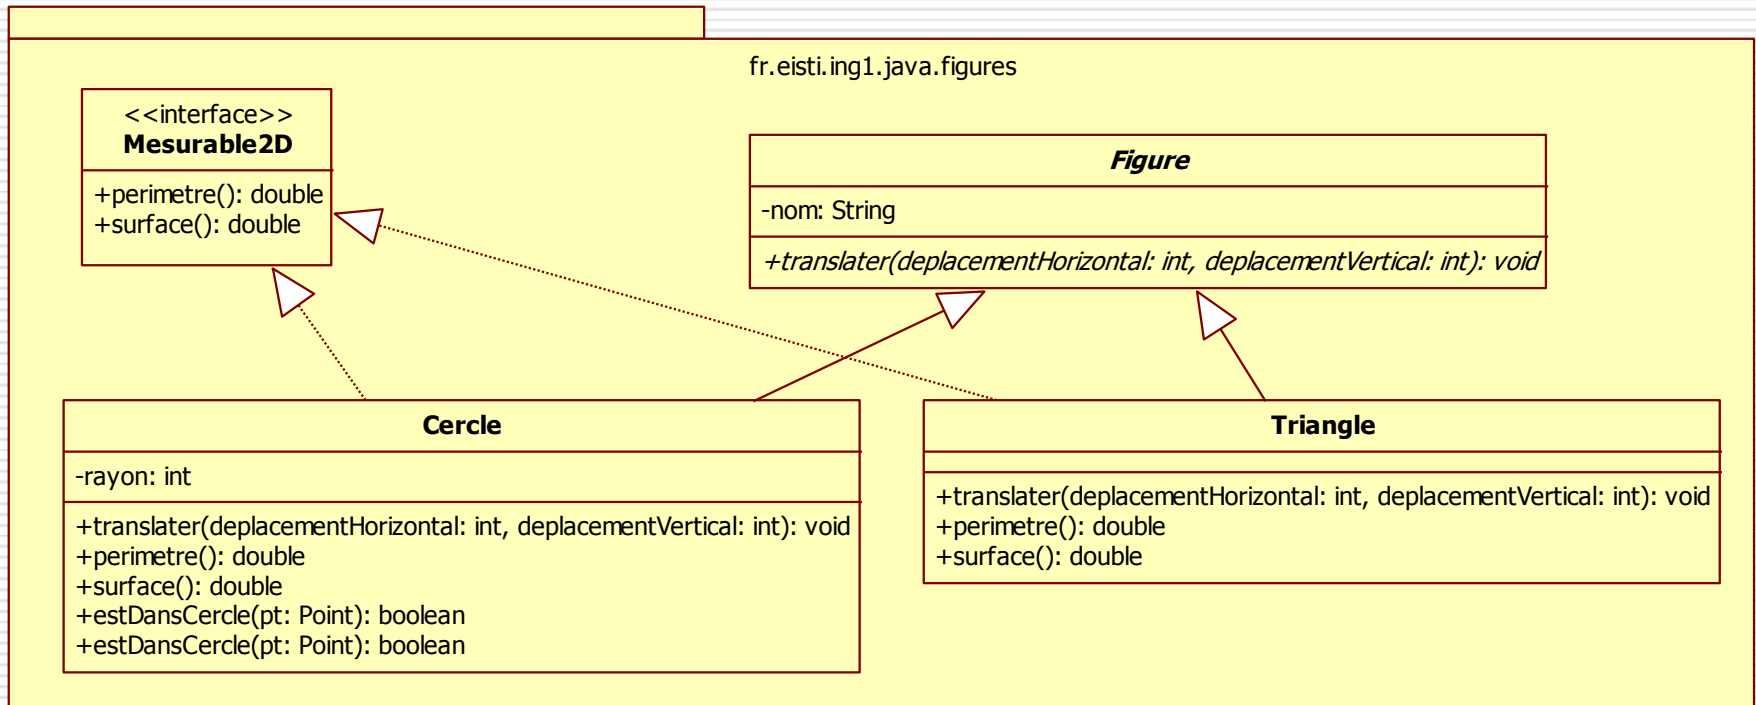 fr.eisti.ing1.java.figures
<<interface>>
Mesurable2D
+perimetre(): double
+surface(): double
Figure
-nom: String
+translater(deplacementHorizontal: int, deplacementVertical: int): void
Cercle
-rayon: int
+translater(deplacementHorizontal: int, deplacementVertical: int): void
+perimetre(): double
+surface(): double
+estDansCercle(pt: Point): boolean
+estDansCercle(pt: Point): boolean
Triangle
+translater(deplacementHorizontal: int, deplacementVertical: int): void
+perimetre(): double
+surface(): double